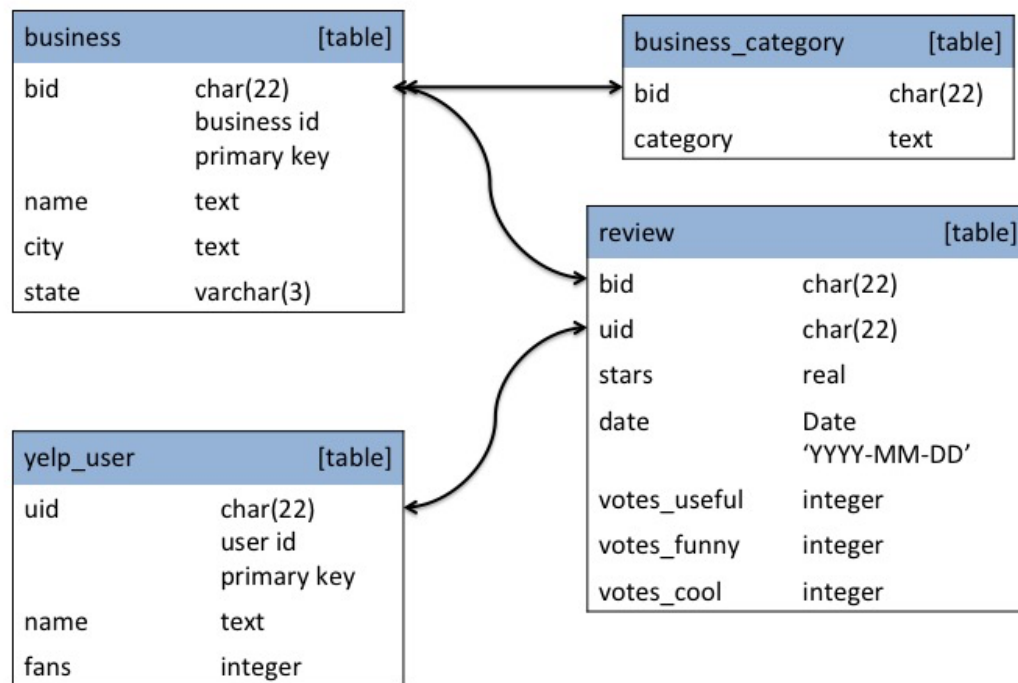 business [table]
bid char(22)
business id
primary key
name text
city text
state varchar(3)
business_category [table]
bid char(22)
category text
review [table]
bid char(22)
uid char(22)
stars real
date Date
‘YYYY-MM-DD’
votes_useful integer
votes_funny integer
votes_cool integer
yelp_user [table]
uid char(22)
user id
primary key
name text
fans integer